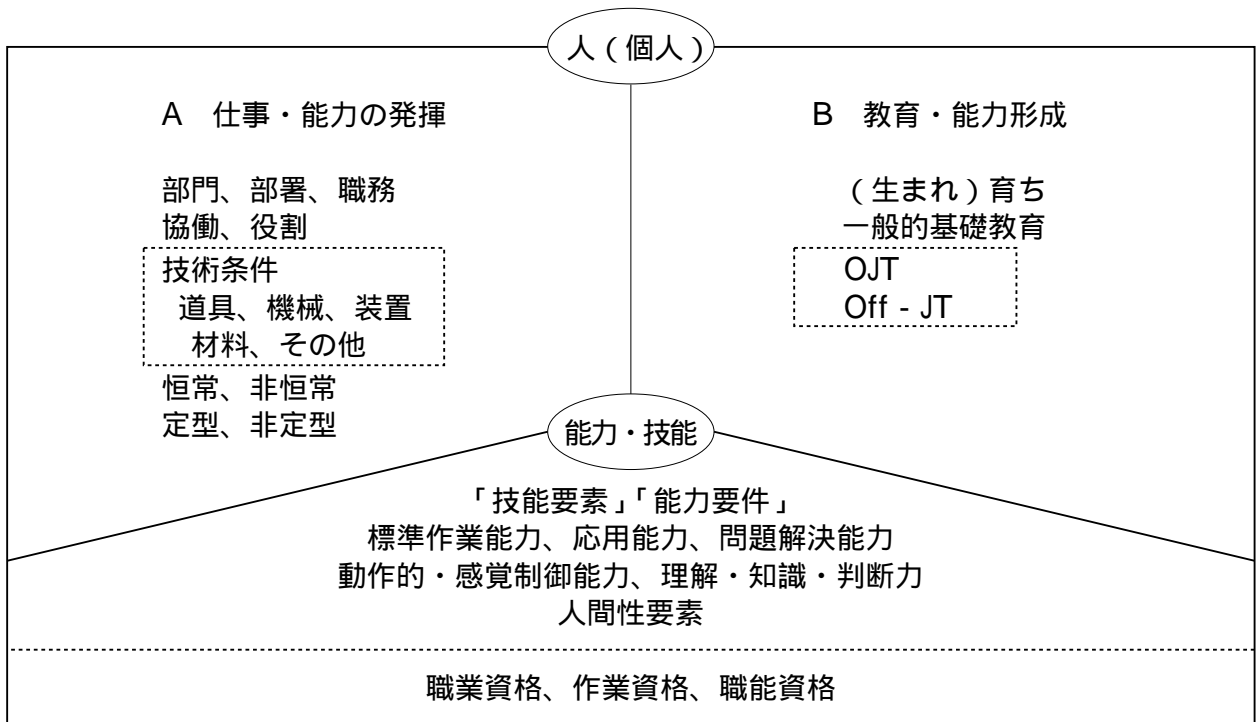 人（個人）
A　仕事・能力の発揮
部門、部署、職務
協働、役割
技術条件
道具、機械、装置
材料、その他
恒常、非恒常
定型、非定型
B　教育・能力形成
（生まれ）育ち
一般的基礎教育
OJT
Off - JT
能力・技能
「技能要素」「能力要件」
標準作業能力、応用能力、問題解決能力
動作的・感覚制御能力、理解・知識・判断力
人間性要素
職業資格、作業資格、職能資格